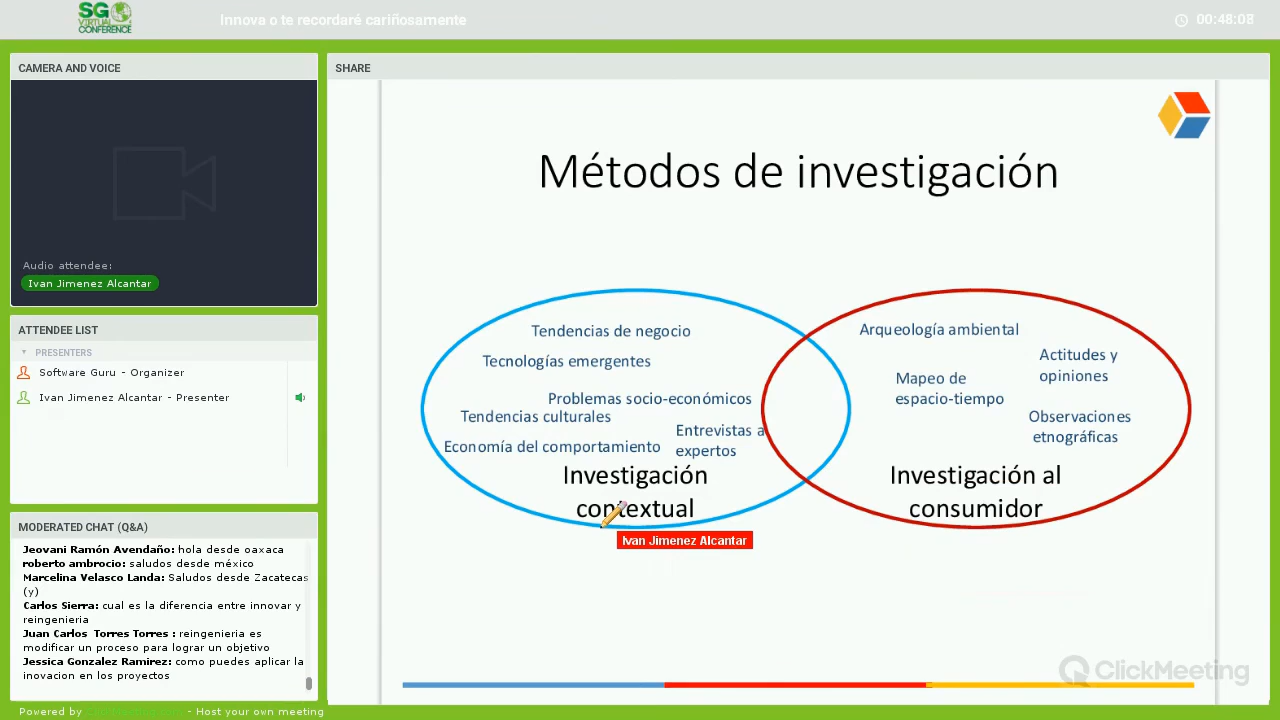 SG
VIRTUAL
CONFERENCE
Innova o te recordaré cariñosamente
00:48:08
CAMERA AND VOICE
Audio attendee:
Ivan Jimenez Alcantar
ATTENDEE LIST
PRESENTERS
Software Guru - Organizer
Ivan Jimenez Alcantar - Presenter
MODERATED CHAT (Q&A)
Jeovani Ramón Avendaño: hola desde oaxaca
roberto ambrocio: saludos desde méxico
Marcelina Velasco Landa: Saludos desde Zacatecas
(y)
Carlos Sierra: cual es la diferencia entre innovar y
reingenieria
Juan Carlos Torres Torres : reingenieria es
modificar un proceso para lograr un objetivo
Jessica Gonzalez Ramirez: como puedes aplicar la
inovacion en los proyectos
Powered by
- Host your own meeting
SHARE
Métodos de investigación
Tendencias de negocio
Tecnologías emergentes
Problemas socio-económicos
Tendencias culturales
Entrevistas a
expertos
Economía del comportamiento
Investigación
contextual
Ivan Jimenez Alcantar
Arqueología ambiental
Actitudes y
opiniones
Mapeo de
espacio-tiempo
Observaciones
etnográficas
Investigación al
consumidor
ClickMeeting